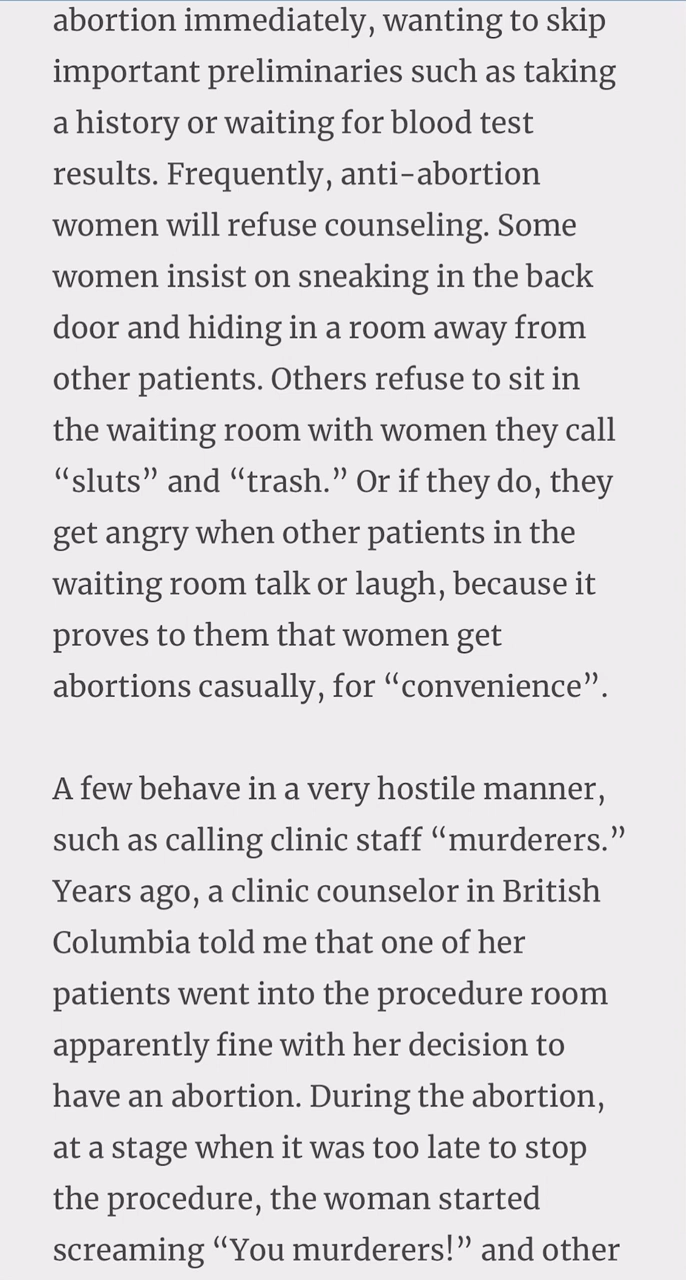 abortion immediately, wanting to skip
important preliminaries such as taking
a history or waiting for blood test
results. Frequently, anti-abortion
women will refuse counseling. Some
women insist on sneaking in the back
door and hiding in a room away from
other patients. Others refuse to sit in
the waiting room with women they call
“sluts” and “trash.” Or if they do, they
get angry when other patients in the
waiting room talk or laugh, because it
proves to them that women get
abortions casually, for “convenience”.
A few behave in a very hostile manner,
such as calling clinic staff “murderers.”
Years ago, a clinic counselor in British
Columbia told me that one of her
patients went into the procedure room
apparently fine with her decision to
have an abortion. During the abortion,
at a stage when it was too late to stop
the procedure, the woman started
screaming “You murderers!” and other